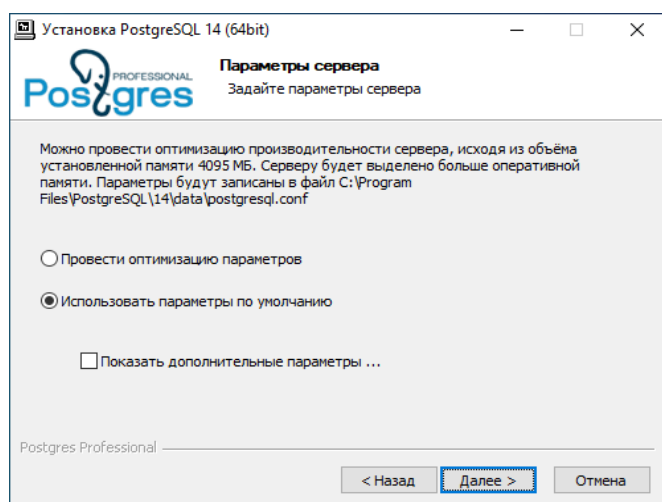 Установка PostgreSQL 14 (64bit)
PROFESSIONAL
Postgres
Параметры сервера
Задайте параметры сервера
Можно провести оптимизацию производительности сервера, исходя из объёма
установленной памяти 4095 МБ. Серверу будет выделено больше оперативной
памяти. Параметры будут записаны в файл C:\Program
Files\PostgreSQL\14\data\postgresql.conf
Провести оптимизацию параметров
Использовать параметры по умолчанию
Показать дополнительные параметры ...
Postgres Professional
< Назад
Далее >
Отмена